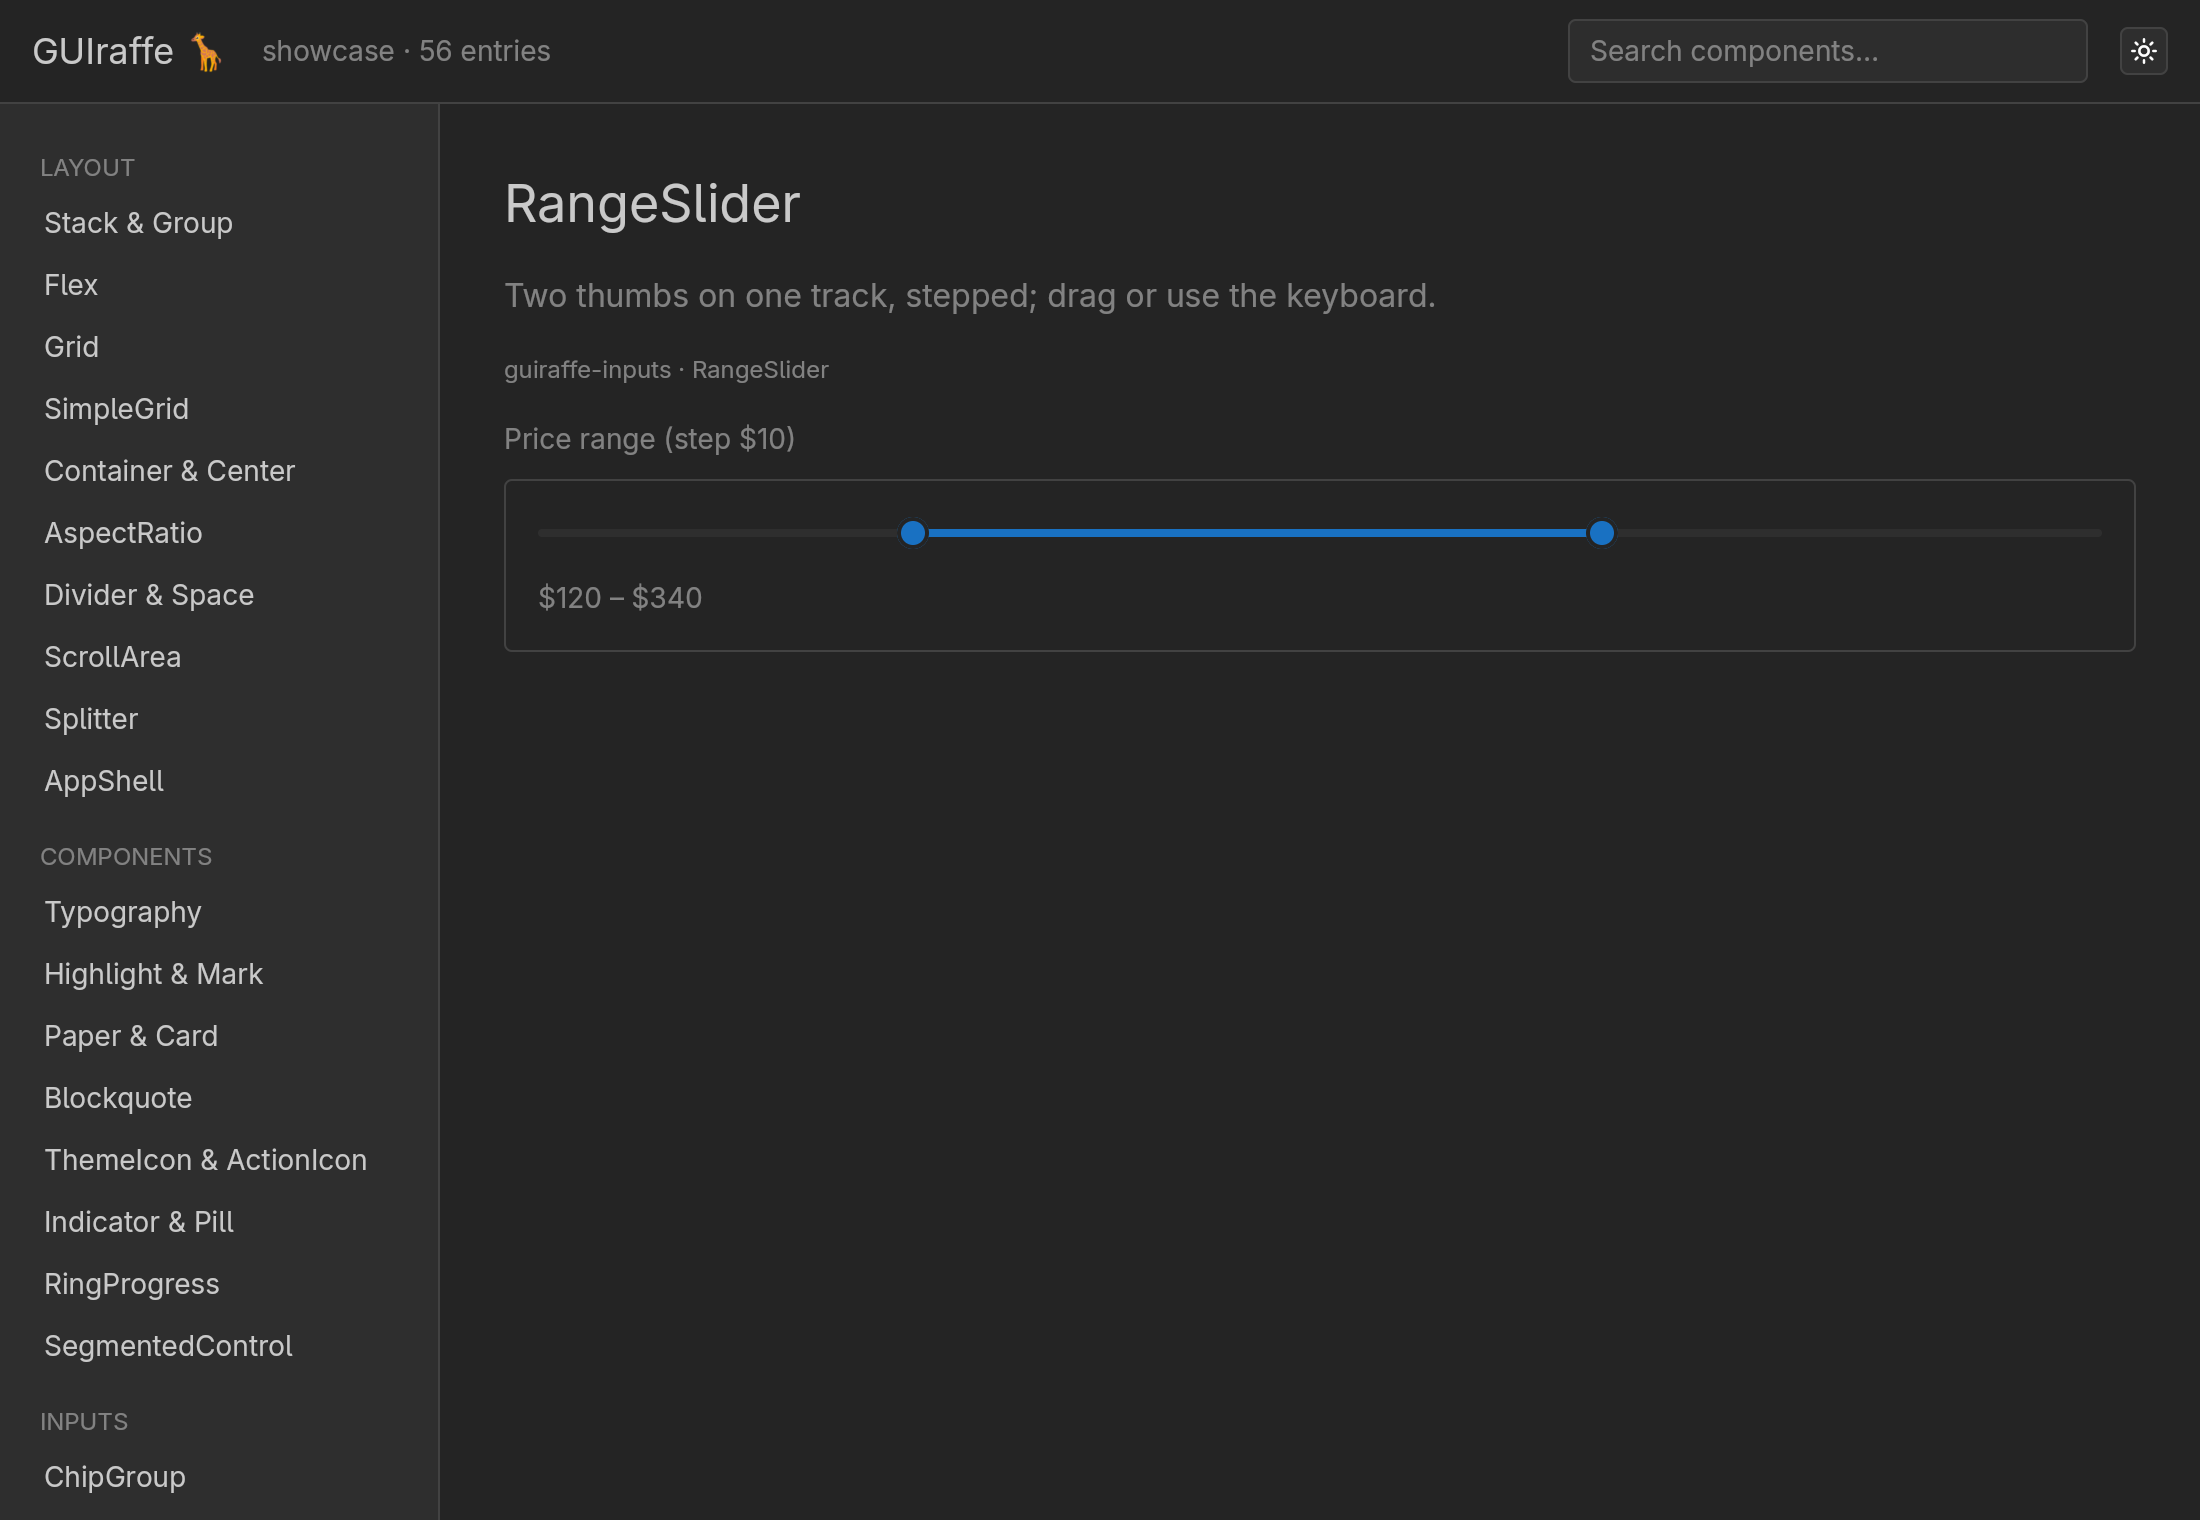 GUIraffe 🦒 showcase · 56 entries
Search components...
LAYOUT
Stack & Group
Flex
Grid
SimpleGrid
Container & Center
AspectRatio
Divider & Space
ScrollArea
Splitter
AppShell
COMPONENTS
Typography
Highlight & Mark
Paper & Card
Blockquote
ThemeIcon & ActionIcon
Indicator & Pill
RingProgress
SegmentedControl
INPUTS
ChipGroup
RangeSlider
Two thumbs on one track, stepped; drag or use the keyboard.
guiraffe-inputs · RangeSlider
Price range (step $10)
$120 – $340